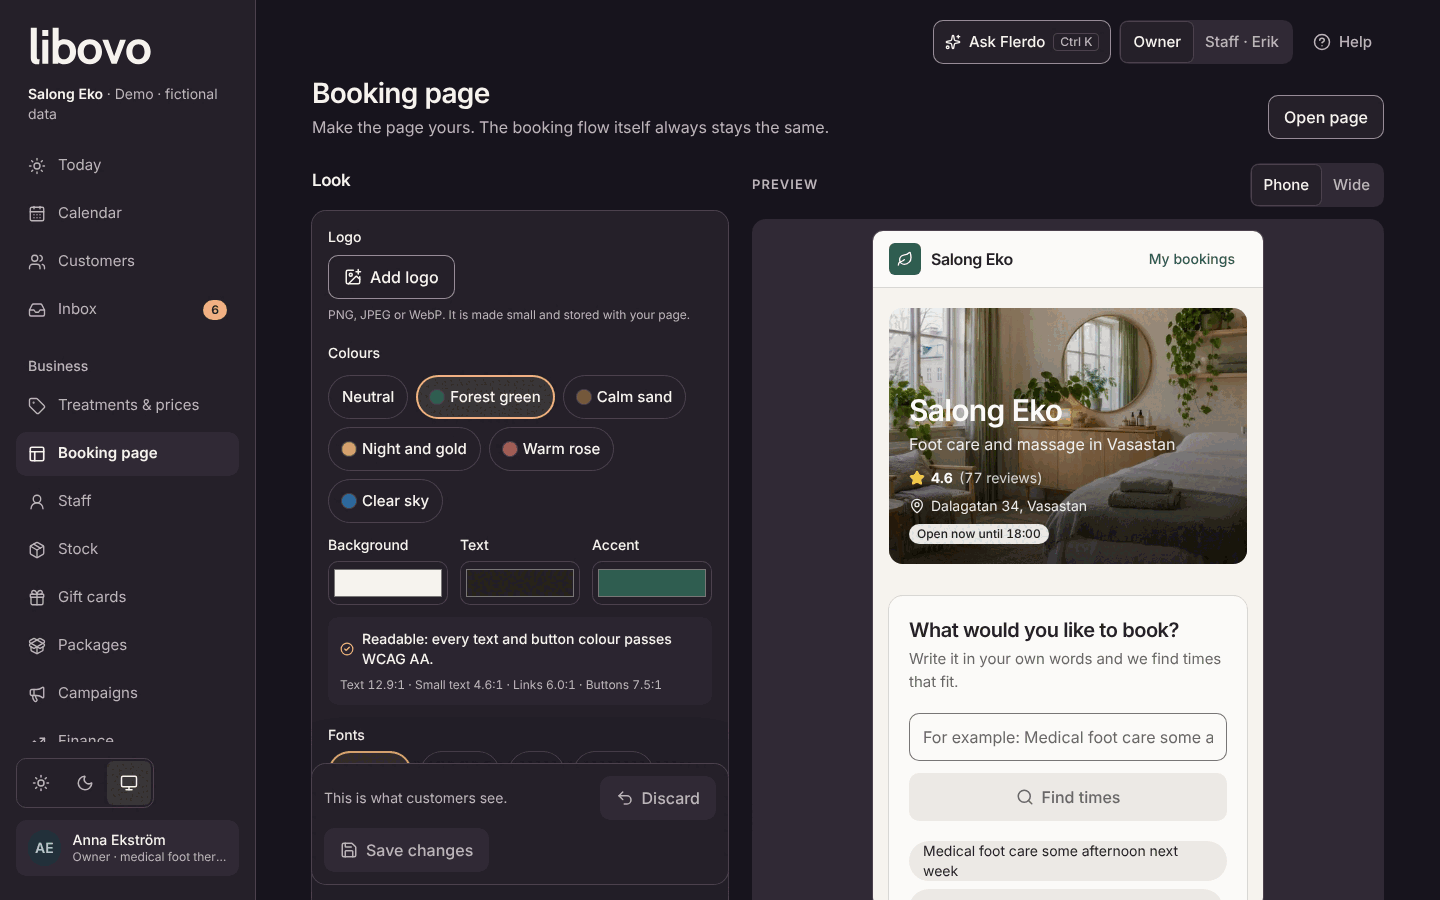 libovo
Salong Eko · Demo · fictional
data
Today
Calendar
Customers
Inbox
6
Business
Treatments & prices
Booking page
Staff
Stock
Gift cards
Packages
Campaigns
Finance
AE
Anna Ekström
Owner · medical foot ther...
Ask Flerdo
Ctrl K
Owner
Staff · Erik
Help
Booking page
Make the page yours. The booking flow itself always stays the same.
Open page
Look
Logo
Add logo
PNG, JPEG or WebP. It is made small and stored with your page.
Colours
Neutral
Forest green
Calm sand
Night and gold
Warm rose
Clear sky
Background
Text
Accent
Readable: every text and button colour passes
WCAG AA.
Text 12.9:1 · Small text 4.6:1 · Links 6.0:1 · Buttons 7.5:1
Fonts
This is what customers see.
Discard
Save changes
PREVIEW
Phone
Wide
Salong Eko
My bookings
Salong Eko
Foot care and massage in Vasastan
4.6 (77 reviews)
Dalagatan 34, Vasastan
Open now until 18:00
What would you like to book?
Write it in your own words and we find times
that fit.
For example: Medical foot care some a
Find times
Medical foot care some afternoon next
week